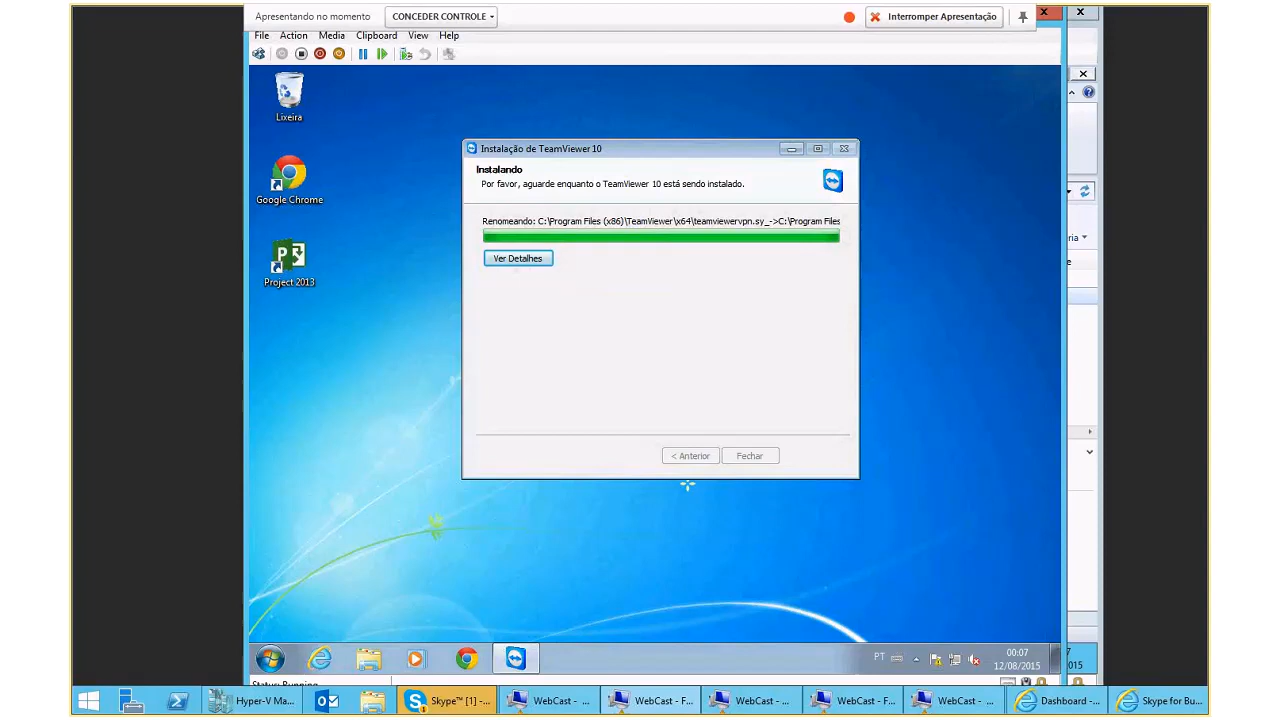 Apresentando no momento
CONCEDER CONTROLE
Interromper Apresentação
File Action Media Clipboard View Help
Lixeira
Google Chrome
Project 2013
Instalação de TeamViewer 10
Instalando
Por favor, aguarde enquanto o TeamViewer 10 está sendo instalado.
Renomeando: C:\Program Files (x86)\TeamViewer\x64\teamviewervpn.sy_->C:\Program Files
Ver Detalhes
< Anterior
Fechar
PT
00:07
12/08/2015
Status: Running
Hyper-V Ma...
Skype™ [1] -...
WebCast - ...
WebCast - F...
WebCast - ...
WebCast - F...
WebCast - ...
Dashboard -...
Skype for Bu...